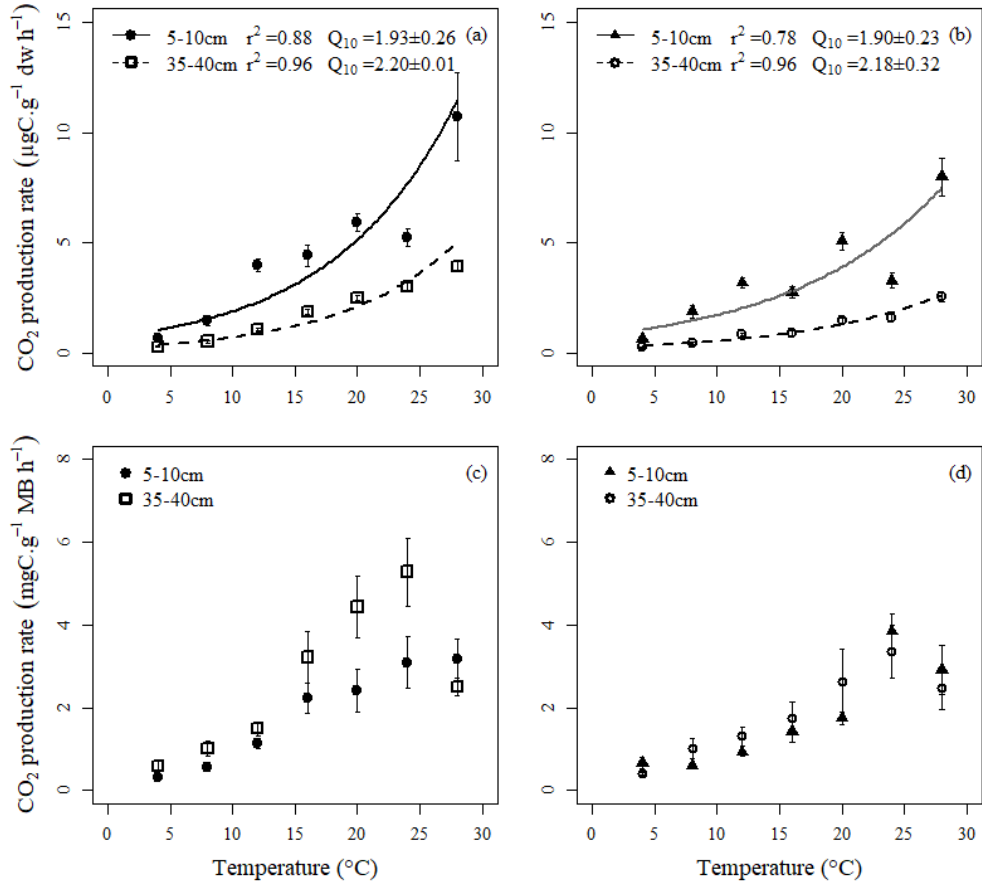 CO₂ production rate (µgC.g⁻¹ dw h⁻¹)
15
10
5
0
5-10cm r² =0.88 Q₁₀ =1.93±0.26 (a)
35-40cm r² =0.96 Q₁₀ =2.20±0.01
0 5 10 15 20 25 30
15
10
5
0
5-10cm r² =0.78 Q₁₀ =1.90±0.23 (b)
35-40cm r² =0.96 Q₁₀ =2.18±0.32
0 5 10 15 20 25 30
CO₂ production rate (mgC.g⁻¹ MB h⁻¹)
8
6
4
2
0
5-10cm (c)
35-40cm
0 5 10 15 20 25 30
Temperature (°C)
8
6
4
2
0
5-10cm (d)
35-40cm
0 5 10 15 20 25 30
Temperature (°C)